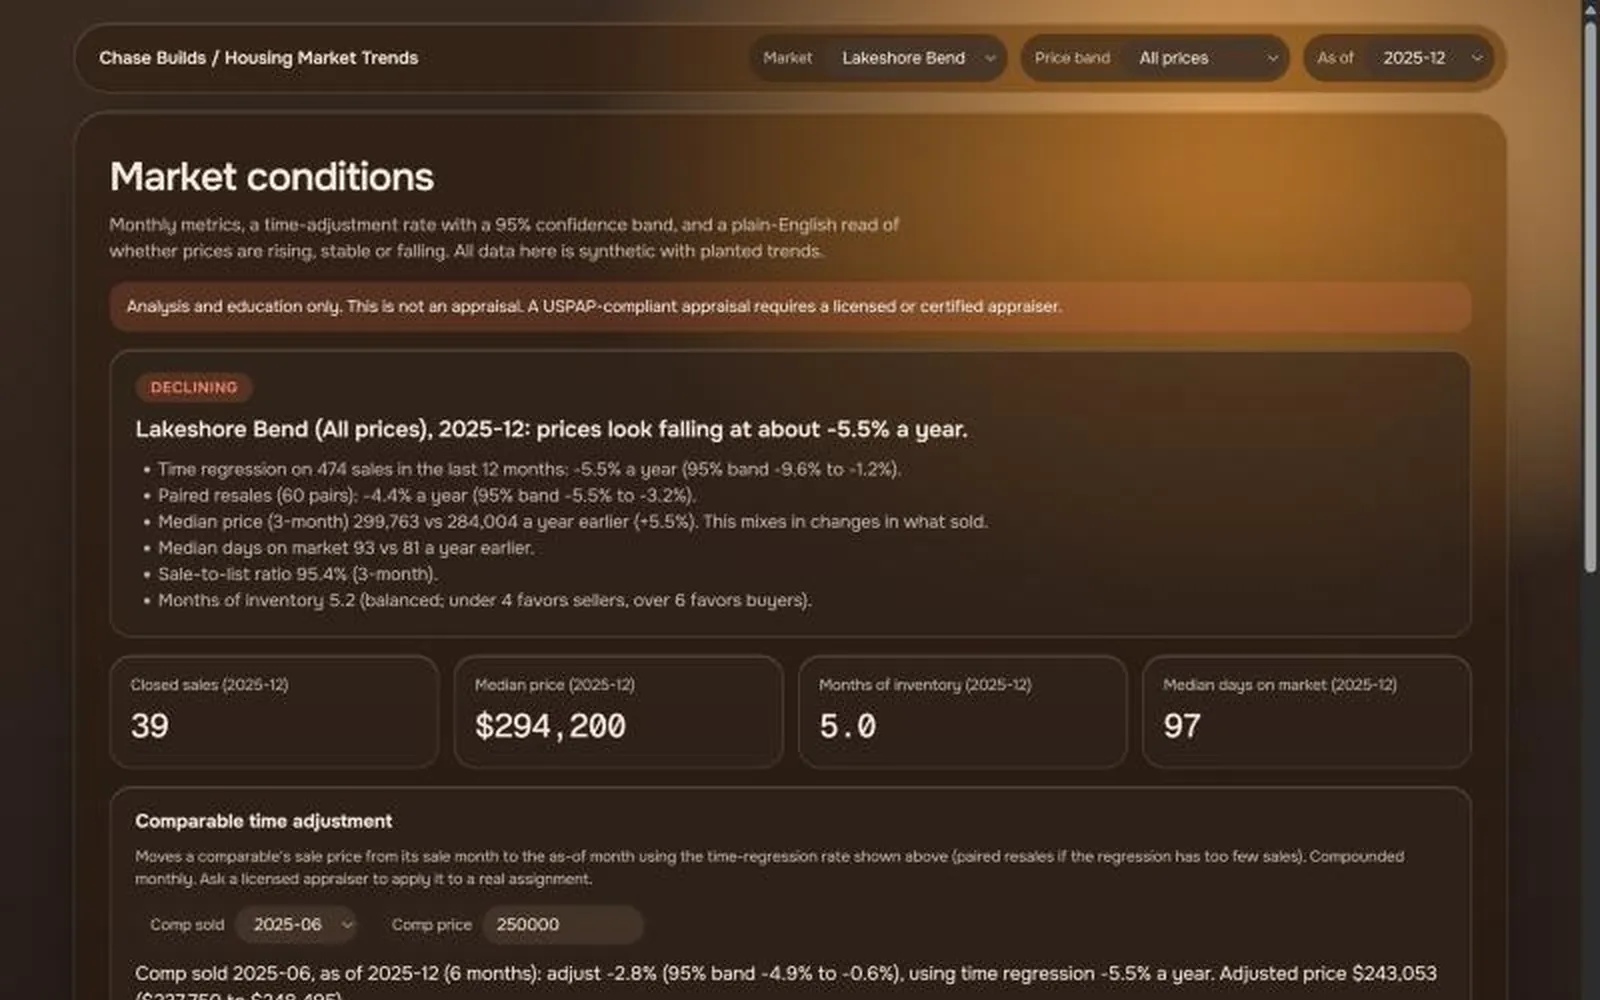 Chase Builds / Housing Market Trends
Market Lakeshore Bend
Price band All prices
As of 2025-12
Market conditions
Monthly metrics, a time-adjustment rate with a 95% confidence band, and a plain-English read of
whether prices are rising, stable or falling. All data here is synthetic with planted trends.
Analysis and education only. This is not an appraisal. A USPAP-compliant appraisal requires a licensed or certified appraiser.
DECLINING
Lakeshore Bend (All prices), 2025-12: prices look falling at about -5.5% a year.
• Time regression on 474 sales in the last 12 months: -5.5% a year (95% band -9.6% to -1.2%).
• Paired resales (60 pairs): -4.4% a year (95% band -5.5% to -3.2%).
• Median price (3-month) 299,763 vs 284,004 a year earlier (+5.5%). This mixes in changes in what sold.
• Median days on market 93 vs 81 a year earlier.
• Sale-to-list ratio 95.4% (3-month).
• Months of inventory 5.2 (balanced; under 4 favors sellers, over 6 favors buyers).
Closed sales (2025-12)
39
Median price (2025-12)
$294,200
Months of inventory (2025-12)
5.0
Median days on market (2025-12)
97
Comparable time adjustment
Moves a comparable's sale price from its sale month to the as-of month using the time-regression rate shown above (paired resales if the regression has too few sales). Compounded
monthly. Ask a licensed appraiser to apply it to a real assignment.
Comp sold 2025-06
Comp price 250000
Comp sold 2025-06, as of 2025-12 (6 months): adjust -2.8% (95% band -4.9% to -0.6%), using time regression -5.5% a year. Adjusted price $243,053